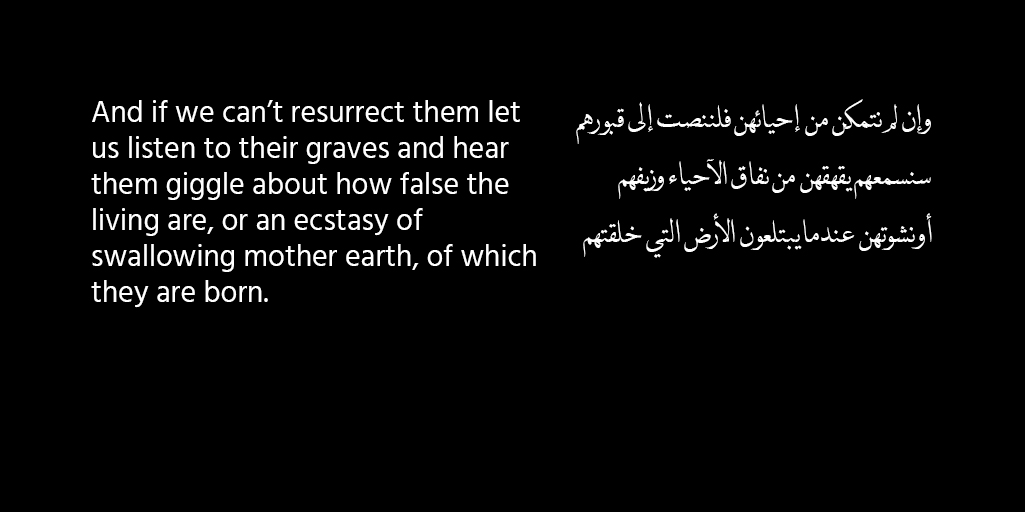 And if we can’t resurrect them let
us listen to their graves and hear
them giggle about how false the
living are, or an ecstasy of
swallowing mother earth, of which
they are born.
وإن لم نتمكن من إحيائهن فلننصت إلى قبورهم
سنسمعهم يقهقهن من نفاق الآحياء وزيفهم
أو نشوتهن عندما يبتلعون الأرض التي خلقتهم